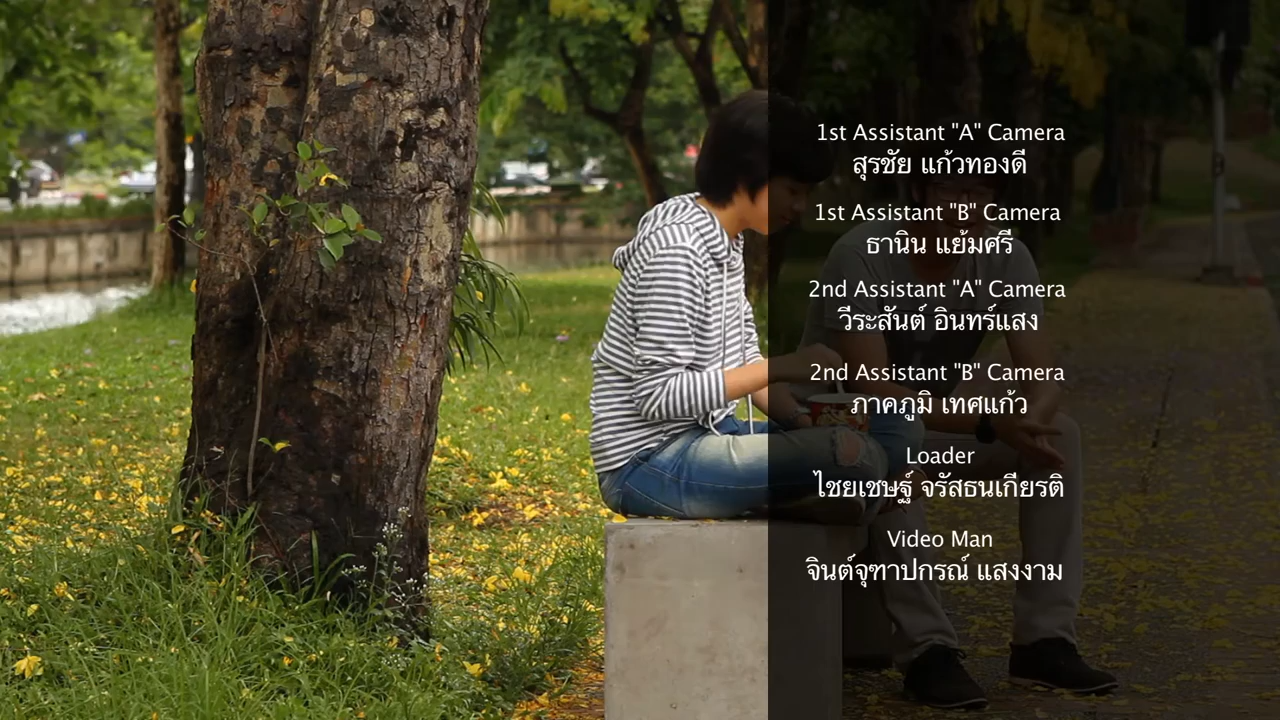 1st Assistant "A" Camera
สุรชัย แก้วทองดี
1st Assistant "B" Camera
ธานิน แย้มศรี
2nd Assistant "A" Camera
วีระสันต์ อินทร์แสง
2nd Assistant "B" Camera
ภาคภูมิ เทศแก้ว
Loader
ไชยเชษฐ์ จรัสธนเกียรติ
Video Man
จินต์จุฑาปกรณ์ แสงงาม